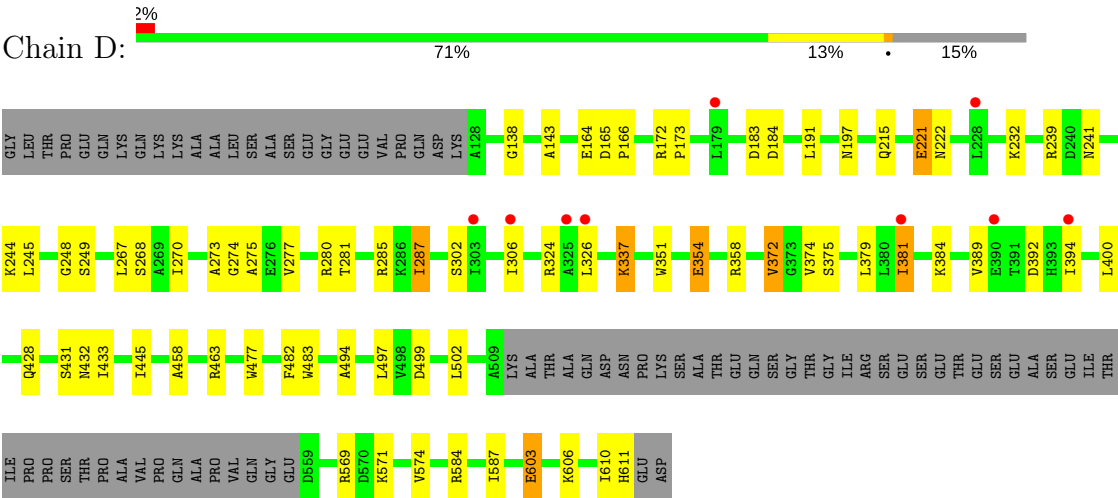 2%
Chain D:
71% 13% • 15%
GLY LEU THR PRO GLU GLN LYS GLN LYS LYS ALA ALA LEU SER ALA SER GLU GLY GLU GLU VAL PRO GLN ASP LYS A128 G138 A143 E164 D165 P166 R172 P173 L179 D183 D184 L191 N197 Q215 E221 N222 L228 K232 R239 D240 N241
K244 L245 G248 S249 L267 S268 A269 I270 A273 G274 A275 E276 V277 R280 T281 R285 K286 I287 S302 I303 I306 R324 A325 L326 K337 W351 E354 R358 V372 G373 V374 S375 L379 L380 I381 K384 V389 E390 T391 D392 H393 I394 L400
Q428 S431 N432 I433 I445 A458 R463 W477 F482 W483 A494 L497 V498 D499 L502 A509 LYS ALA THR ALA GLN ASP ASN PRO LYS SER ALA THR GLU GLN SER GLY THR GLY ILE ARG SER GLU SER GLU THR GLU SER GLU ALA SER GLU ILE THR
ILE PRO PRO SER THR PRO ALA VAL PRO GLN ALA PRO VAL GLN GLY GLU D559 R569 D570 K571 V574 R584 I587 E603 K606 I610 H611 GLU ASP